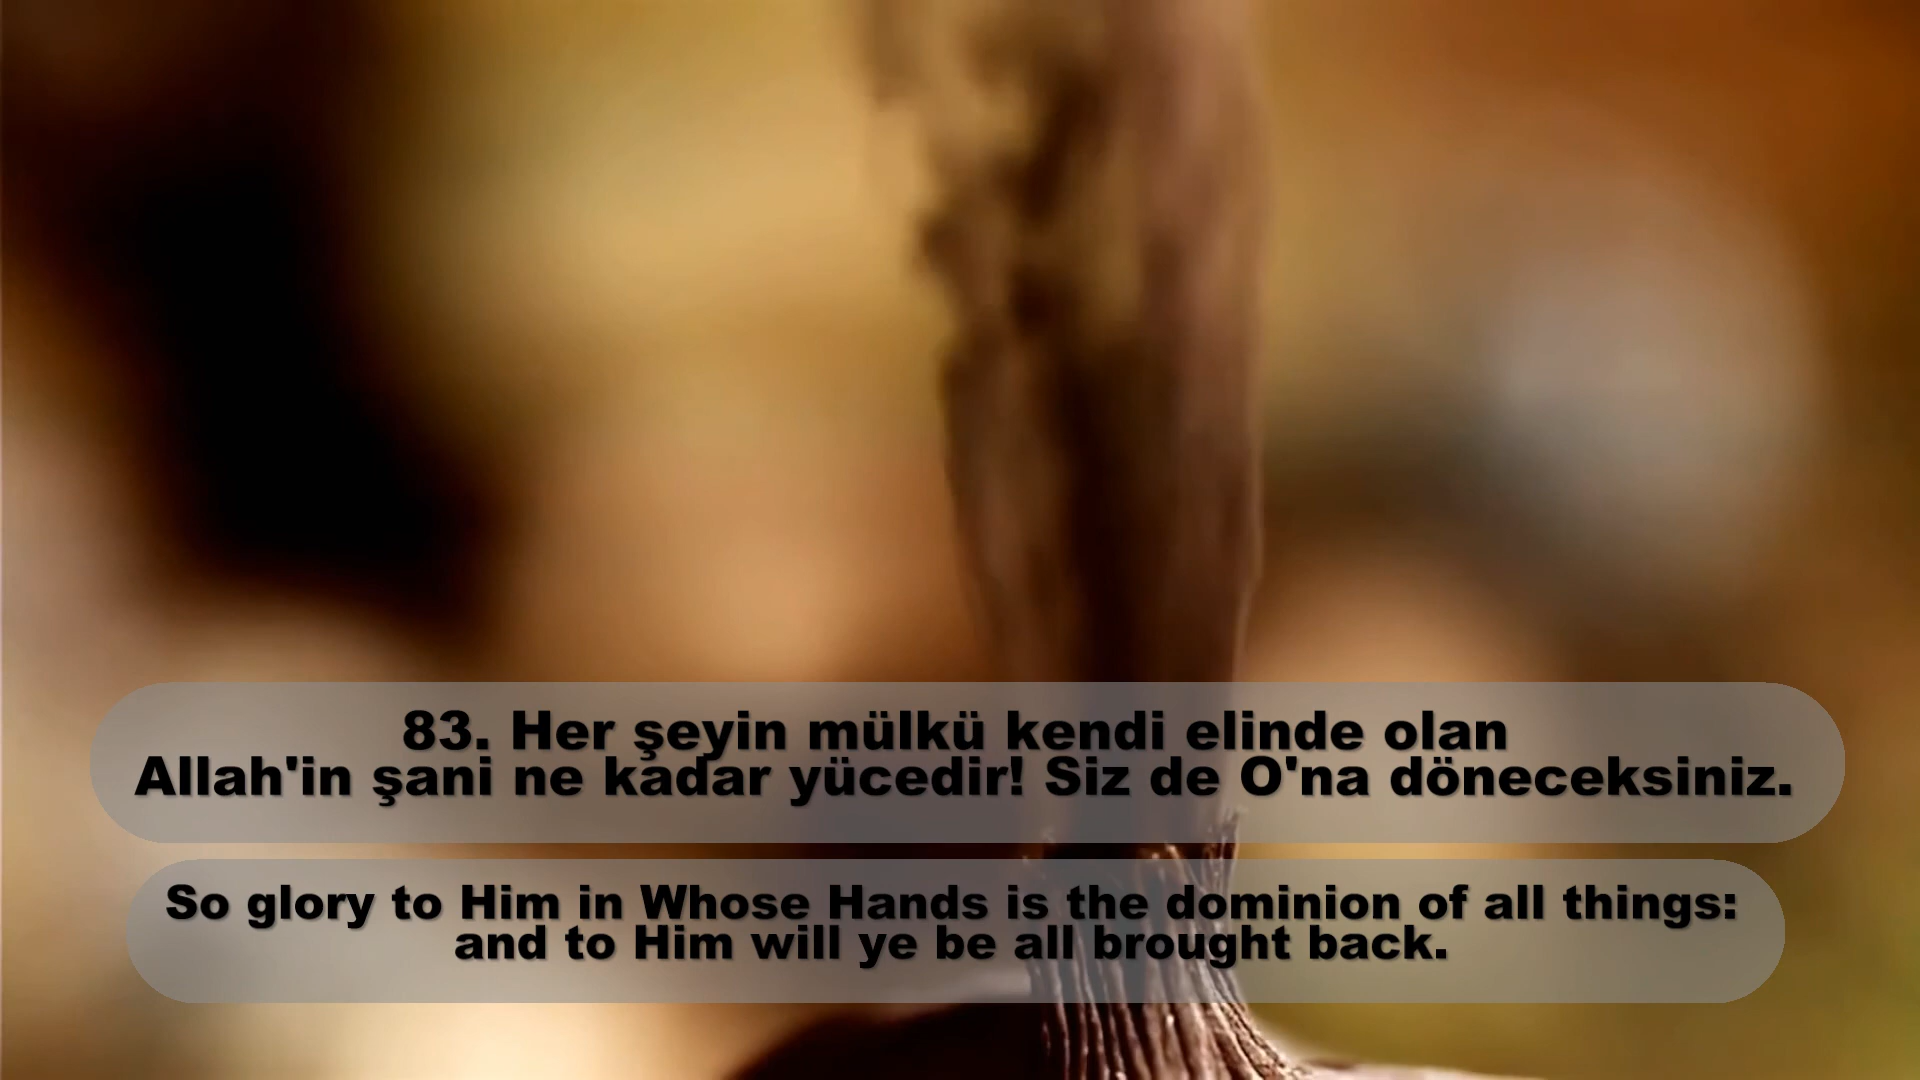 83. Her şeyin mülkü kendi elinde olan
Allah'in şani ne kadar yücedir! Siz de O'na döneceksiniz.
So glory to Him in Whose Hands is the dominion of all things:
and to Him will ye be all brought back.